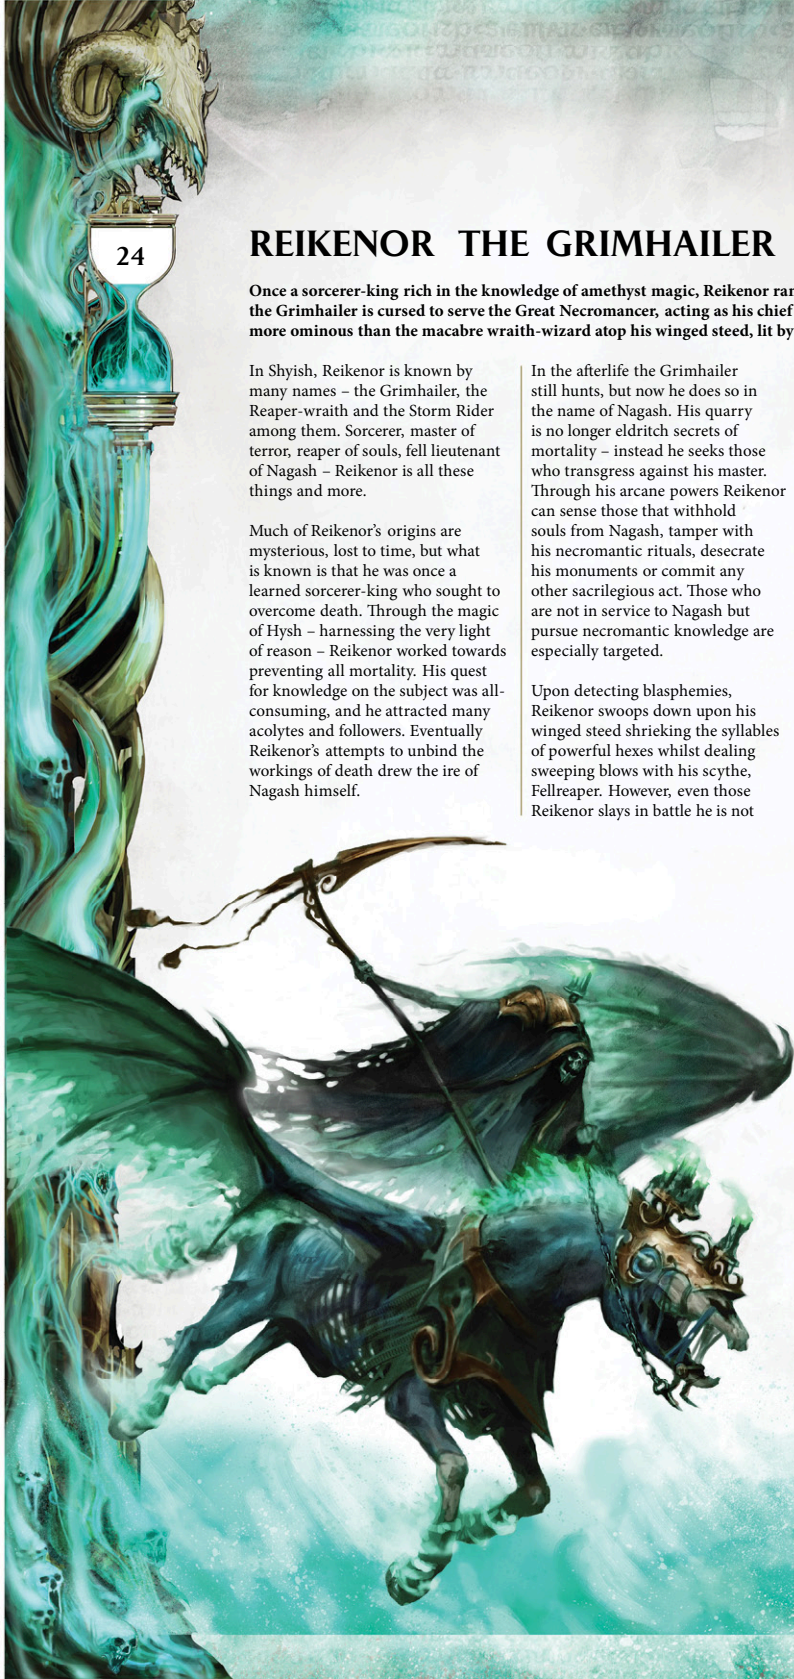 24
REIKENOR THE GRIMHAILER
Once a sorcerer-king rich in the knowledge of amethyst magic, Reikenor ran
the Grimhailer is cursed to serve the Great Necromancer, acting as his chief
more ominous than the macabre wraith-wizard atop his winged steed, lit by
In Shyish, Reikenor is known by
many names – the Grimhailer, the
Reaper-wraith and the Storm Rider
among them. Sorcerer, master of
terror, reaper of souls, fell lieutenant
of Nagash – Reikenor is all these
things and more.
Much of Reikenor’s origins are
mysterious, lost to time, but what
is known is that he was once a
learned sorcerer-king who sought to
overcome death. Through the magic
of Hysh – harnessing the very light
of reason – Reikenor worked towards
preventing all mortality. His quest
for knowledge on the subject was all-
consuming, and he attracted many
acolytes and followers. Eventually
Reikenor’s attempts to unbind the
workings of death drew the ire of
Nagash himself.
In the afterlife the Grimhailer
still hunts, but now he does so in
the name of Nagash. His quarry
is no longer eldritch secrets of
mortality – instead he seeks those
who transgress against his master.
Through his arcane powers Reikenor
can sense those that withhold
souls from Nagash, tamper with
his necromantic rituals, desecrate
his monuments or commit any
other sacrilegious act. Those who
are not in service to Nagash but
pursue necromantic knowledge are
especially targeted.
Upon detecting blasphemies,
Reikenor swoops down upon his
winged steed shrieking the syllables
of powerful hexes whilst dealing
sweeping blows with his scythe,
Fellreaper. However, even those
Reikenor slays in battle he is not